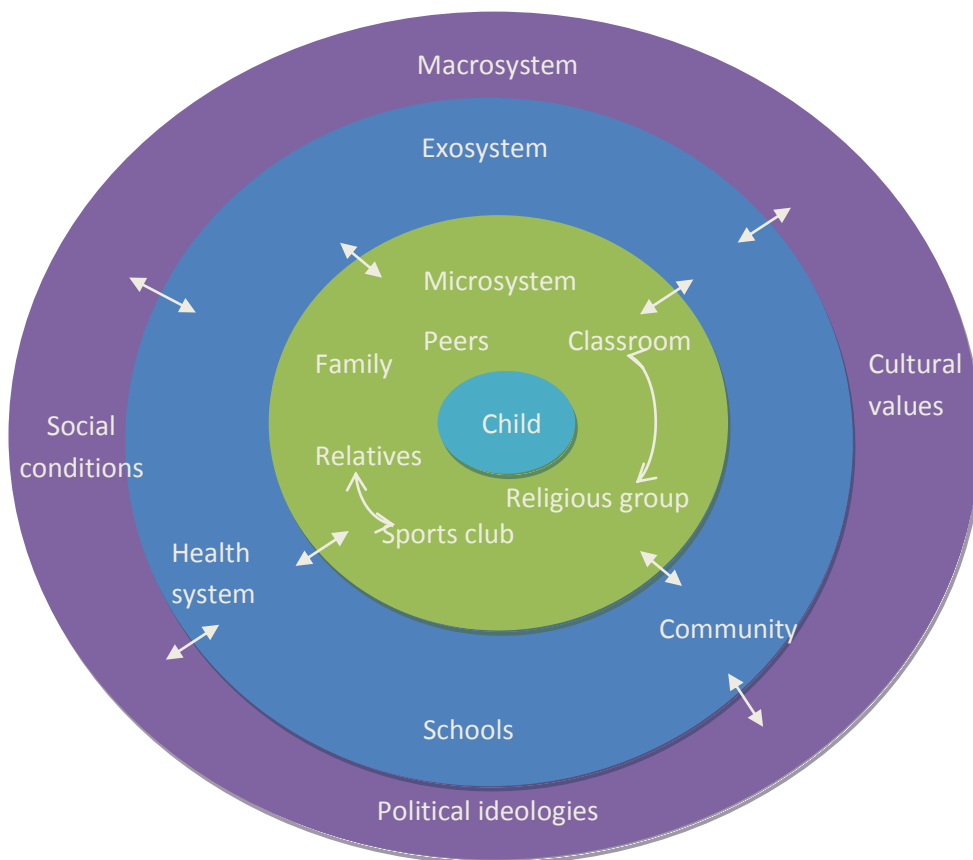 Macrosystem
Exosystem
Microsystem
Peers
Classroom
Family
Cultural
values
Child
Social
conditions
Relatives
Religious group
Sports club
Health
system
Community
Schools
Political ideologies